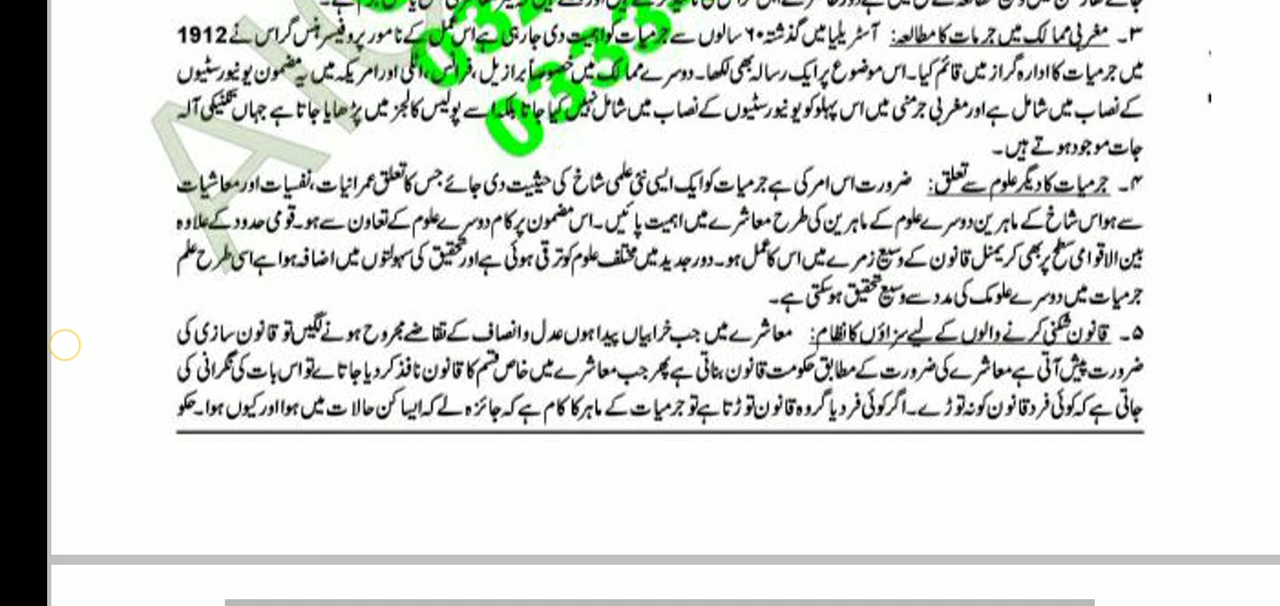 ۳۔ مغربی ممالک میں جرمیات کا مطالعہ: آسٹریلیا میں گذشتہ ۶۰ سالوں سے جرمیات کو اہمیت دی جارہی ہے اس عمل کے نامور پروفیسر ہنس گراس نے 1912
میں جرمیات کا ادارہ گراز میں قائم کیا۔ اس موضوع پر ایک رسالہ بھی لکھا۔ دوسرے ممالک میں خصوصاً برازیل، فرانس، اٹلی اور امریکہ میں یہ مضمون یونیورسٹیوں
کے نصاب میں شامل ہے اور مغربی جرمنی میں اس پہلو کو یونیورسٹیوں کے نصاب میں شامل نہیں کیا جاتا بلکہ اسے پولیس کالجز میں پڑھایا جاتا ہے جہاں تکنیکی آلہ
جات موجود ہوتے ہیں۔
۴۔ جرمیات کا دیگر علوم سے تعلق: ضرورت اس امر کی ہے جرمیات کو ایک ایسی نئی علمی شاخ کی حیثیت دی جائے جس کا تعلق عمرانیات، نفسیات اور معاشیات
سے ہو اس شاخ کے ماہرین دوسرے علوم کے ماہرین کی طرح معاشرے میں اہمیت پائیں۔ اس مضمون پر کام دوسرے علوم کے تعاون سے ہو۔ قومی حدود کے علاوہ
بین الاقوامی سطح پر بھی کریمنل قانون کے وسیع زمرے میں اس کا عمل ہو۔ دور جدید میں مختلف علوم کو ترقی ہوئی ہے اور تحقیق کی سہولتوں میں اضافہ ہوا ہے اسی طرح علم
جرمیات میں دوسرے علومک کی مدد سے وسیع تحقیق ہوسکتی ہے۔
۵۔ قانون شکنی کرنے والوں کے لیے سزاؤں کا نظام: معاشرے میں جب خرابیاں پیدا ہوں عدل وانصاف کے تقاضے مجروح ہونے لگیں تو قانون سازی کی
ضرورت پیش آتی ہے معاشرے کی ضرورت کے مطابق حکومت قانون بناتی ہے پھر جب معاشرے میں خاص قسم کا قانون نافذ کر دیا جاتا ہے تو اس بات کی نگرانی کی
جاتی ہے کہ کوئی فرد قانون کو نہ توڑے۔ اگر کوئی فرد یا گروہ قانون توڑتا ہے تو جرمیات کے ماہر کا کام ہے کہ جائزہ لے کہ ایسا کن حالات میں ہوا اور کیوں ہوا۔ حکو